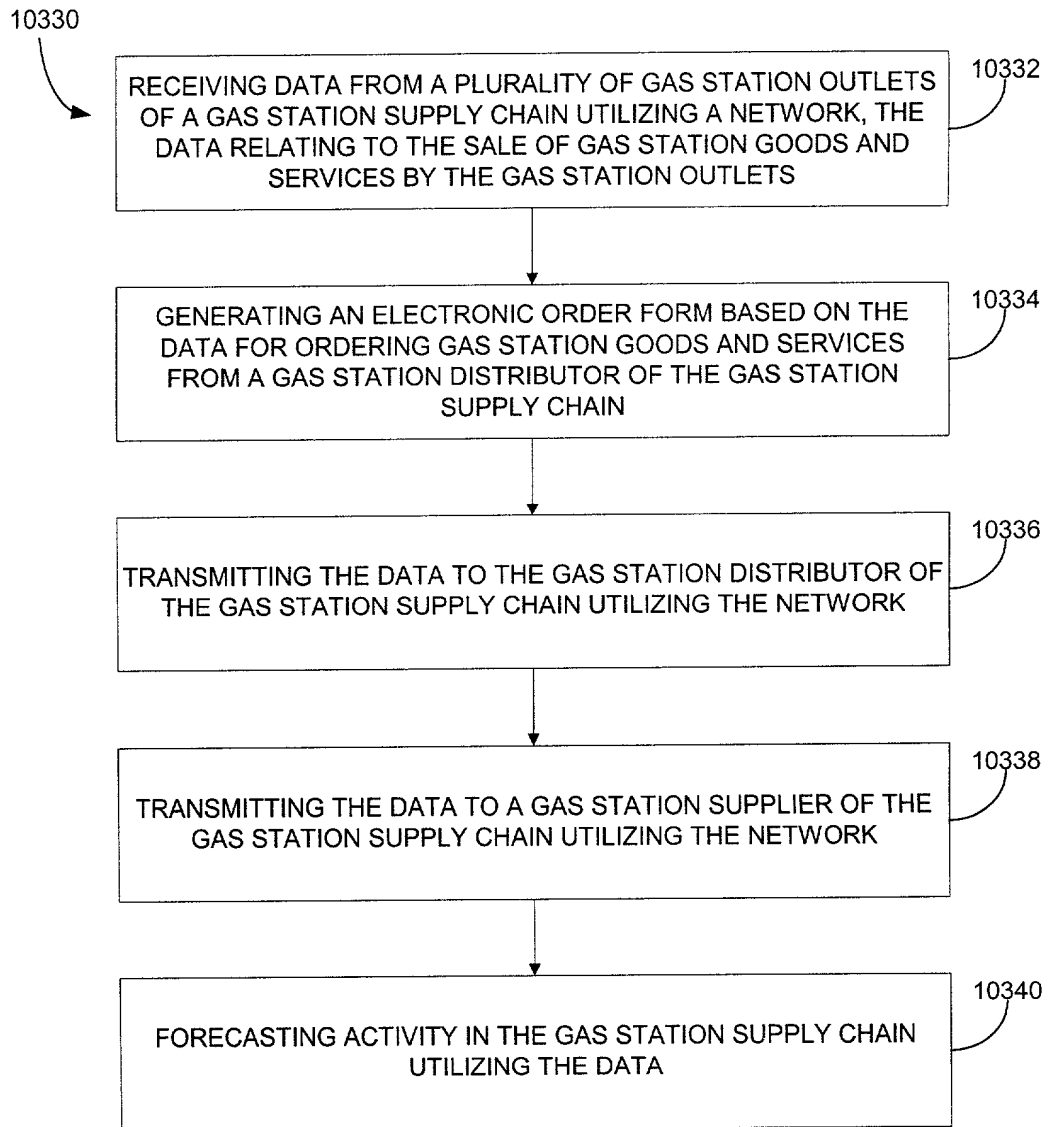 10330
RECEIVING DATA FROM A PLURALITY OF GAS STATION OUTLETS
OF A GAS STATION SUPPLY CHAIN UTILIZING A NETWORK, THE
DATA RELATING TO THE SALE OF GAS STATION GOODS AND
SERVICES BY THE GAS STATION OUTLETS
10332
GENERATING AN ELECTRONIC ORDER FORM BASED ON THE
DATA FOR ORDERING GAS STATION GOODS AND SERVICES
FROM A GAS STATION DISTRIBUTOR OF THE GAS STATION
SUPPLY CHAIN
10334
TRANSMITTING THE DATA TO THE GAS STATION DISTRIBUTOR OF
THE GAS STATION SUPPLY CHAIN UTILIZING THE NETWORK
10336
TRANSMITTING THE DATA TO A GAS STATION SUPPLIER OF THE
GAS STATION SUPPLY CHAIN UTILIZING THE NETWORK
10338
FORECASTING ACTIVITY IN THE GAS STATION SUPPLY CHAIN
UTILIZING THE DATA
10340